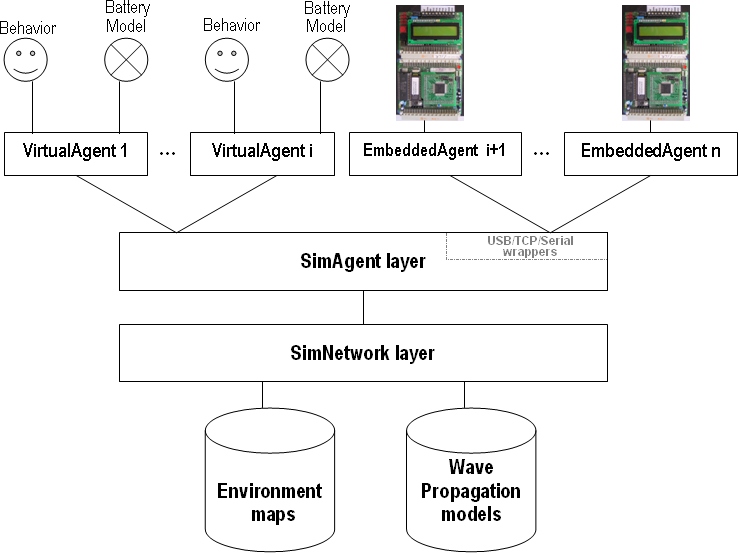 Behavior
Battery
Model
Behavior
Battery
Model
VirtualAgent 1
...
VirtualAgent i
EmbeddedAgent i+1
...
EmbeddedAgent n
USB/TCP/Serial
wrappers
SimAgent layer
SimNetwork layer
Environment
maps
Wave
Propagation
models